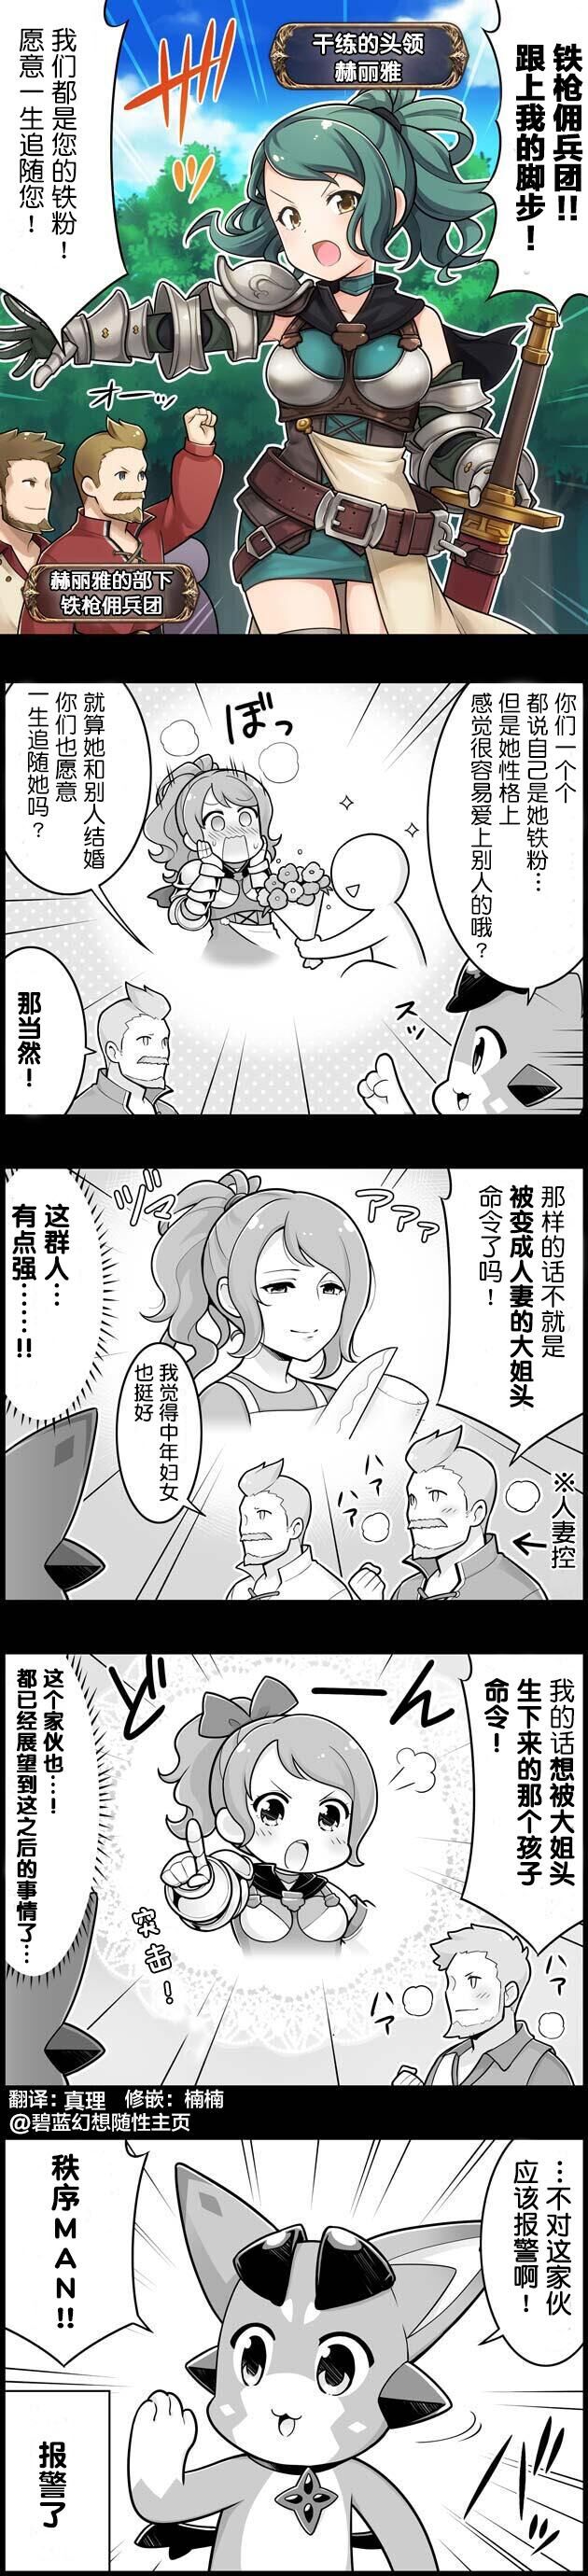 铁枪佣兵团!!
跟上我的脚步！
干练的头领
赫丽雅
我们都是您的铁粉！
愿意一生追随您！
オーッ
赫丽雅的部下
铁枪佣兵团
你们一个个
都说自己是她铁粉…
但是她性格上
感觉很容易爱上别人的哦？
ぼっ
就算她和别人结婚
你们也愿意
一生追随她吗？
スッ
那当然！
那样的话不就是
被变成人妻的大姐头
命令了吗！
アァァァ
※人妻控
我觉得中年妇女
也挺好
这群人…
有点强……!!
我的话想被大姐头
生下来的那个孩子
命令！
どーん
突击！
ハァ
ハァ
这个家伙也…！
都已经展望到这之后的事情了…
翻译：真理 修嵌：楠楠
@碧蓝幻想随性主页
…不对这家伙
应该报警啊！
秩序MAN!!
报警了